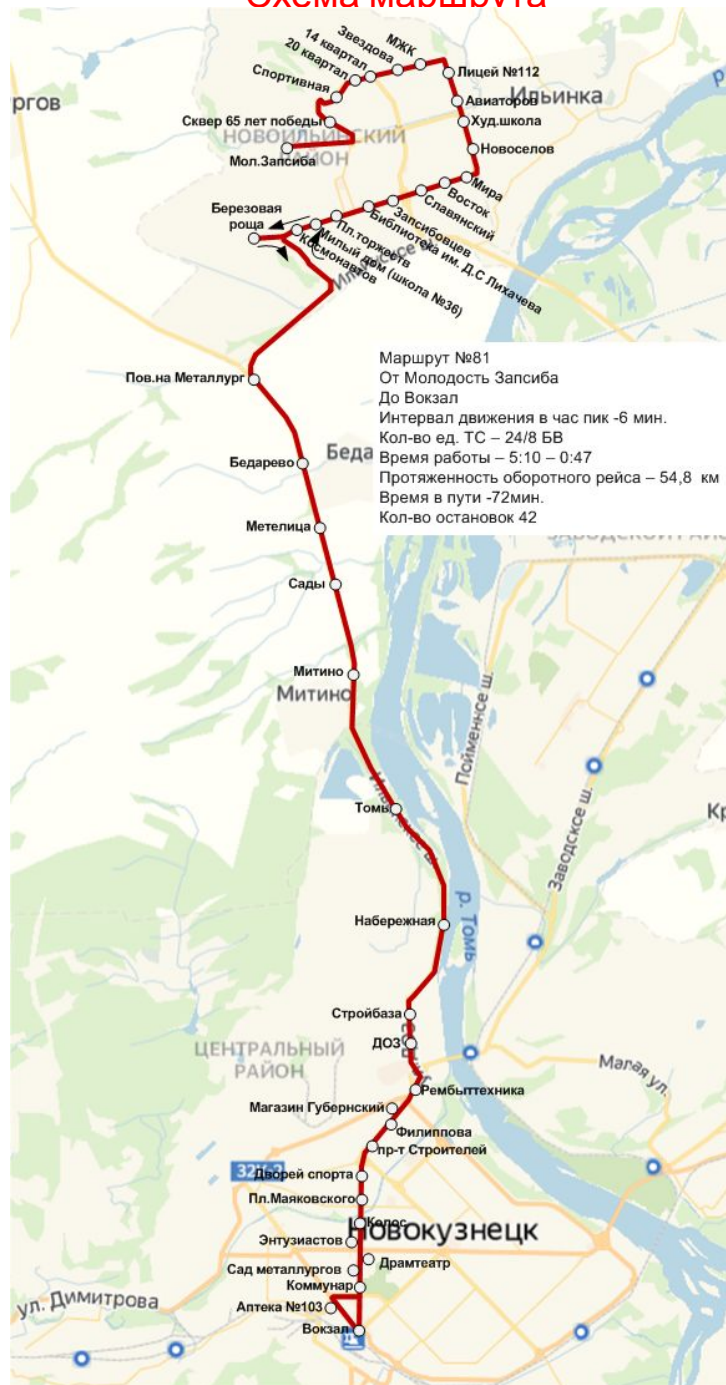 Схема маршрута
МЖК
Звездова
14 квартал
20 квартал
Спортивная
Лицей №112
Ильинка
Авиаторов
Сквер 65 лет победы
Худ.школа
НОВОИЛЬИНСКИЙ
РАЙОН
Мол.Запсиба
Новоселов
Мира
Восток
Славянский
Запсибовцев
Библиотека им. Д.С Лихачева
Пл.торжеств
Милый дом (школа №36)
Космонавтов
Березовая
роща
Пов.на Металлург
Маршрут №81
От Молодость Запсиба
До Вокзал
Интервал движения в час пик -6 мин.
Кол-во ед. ТС – 24/8 БВ
Время работы – 5:10 – 0:47
Протяженность оборотного рейса – 54,8 км
Время в пути -72мин.
Кол-во остановок 42
Бедарево
Метелица
Сады
Митино
Митино
Пойменное ш.
Заводское ш.
Томь
Набережная
р. Томь
Стройбаза
ДОЗ
ЦЕНТРАЛЬНЫЙ
РАЙОН
Малая ул.
Рембыттехника
Магазин Губернский
Филиппова
пр-т Строителей
Дворей спорта
Пл.Маяковского
Колос
Новокузнецк
Энтузиастов
Драмтеатр
Сад металлургов
Коммунар
ул. Димитрова
Аптека №103
Вокзал